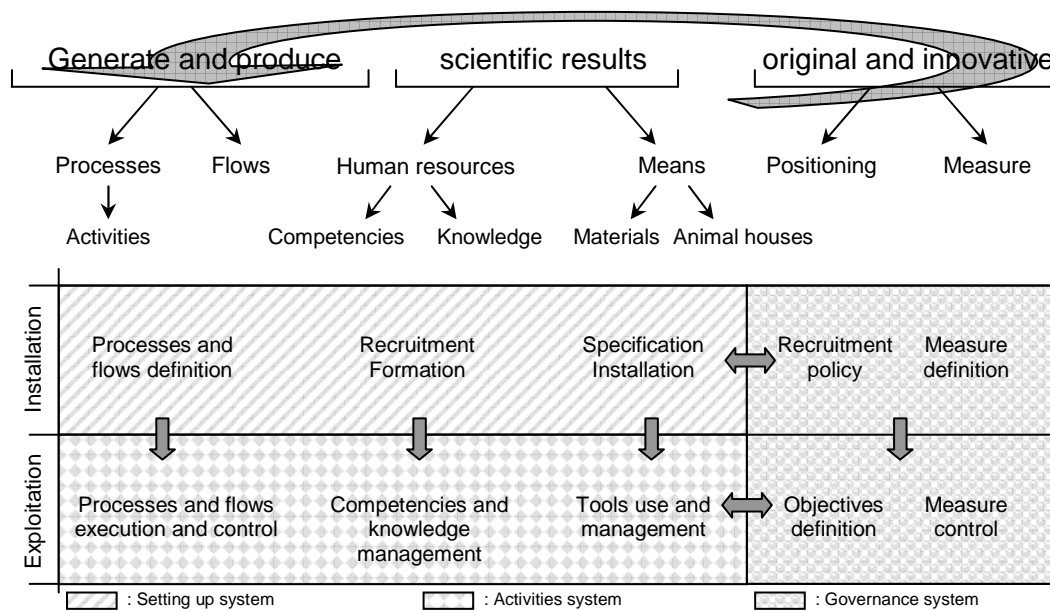 Generate and produce
scientific results
original and innovative
Processes
Flows
Human resources
Means
Positioning
Measure
Activities
Competencies
Knowledge
Materials
Animal houses
Installation
Processes and
flows definition
Recruitment
Formation
Specification
Installation
Recruitment
policy
Measure
definition
Exploitation
Processes and flows
execution and control
Competencies and
knowledge
management
Tools use and
management
Objectives
definition
Measure
control
: Setting up system
: Activities system
: Governance system